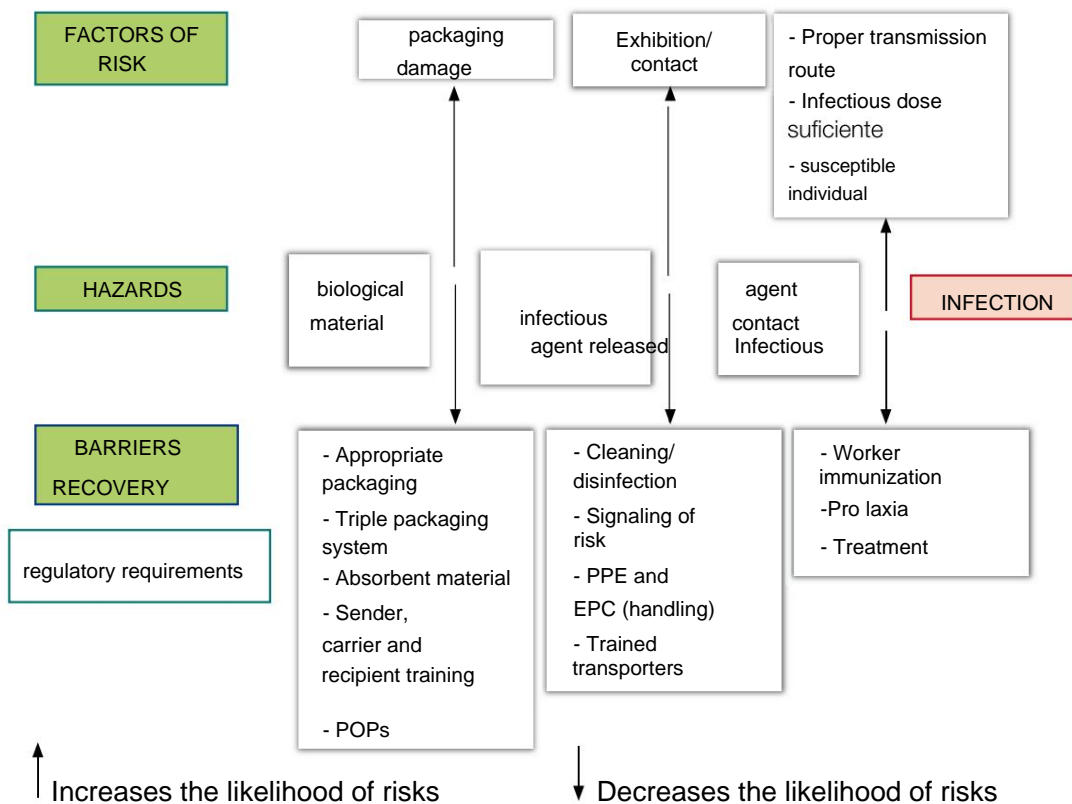 FACTORS OF
RISK
packaging
damage
Exhibition/
contact
- Proper transmission
route
- Infectious dose
suficiente
- susceptible
individual
HAZARDS
biological
material
infectious
agent released
agent
contact
Infectious
INFECTION
BARRIERS
RECOVERY
regulatory requirements
- Appropriate
packaging
- Triple packaging
system
- Absorbent material
- Sender,
carrier and
recipient training
- POPs
- Cleaning/
disinfection
- Signaling of
risk
- PPE and
EPC (handling)
- Trained
transporters
- Worker
immunization
-Pro laxia
- Treatment
Increases the likelihood of risks
Decreases the likelihood of risks